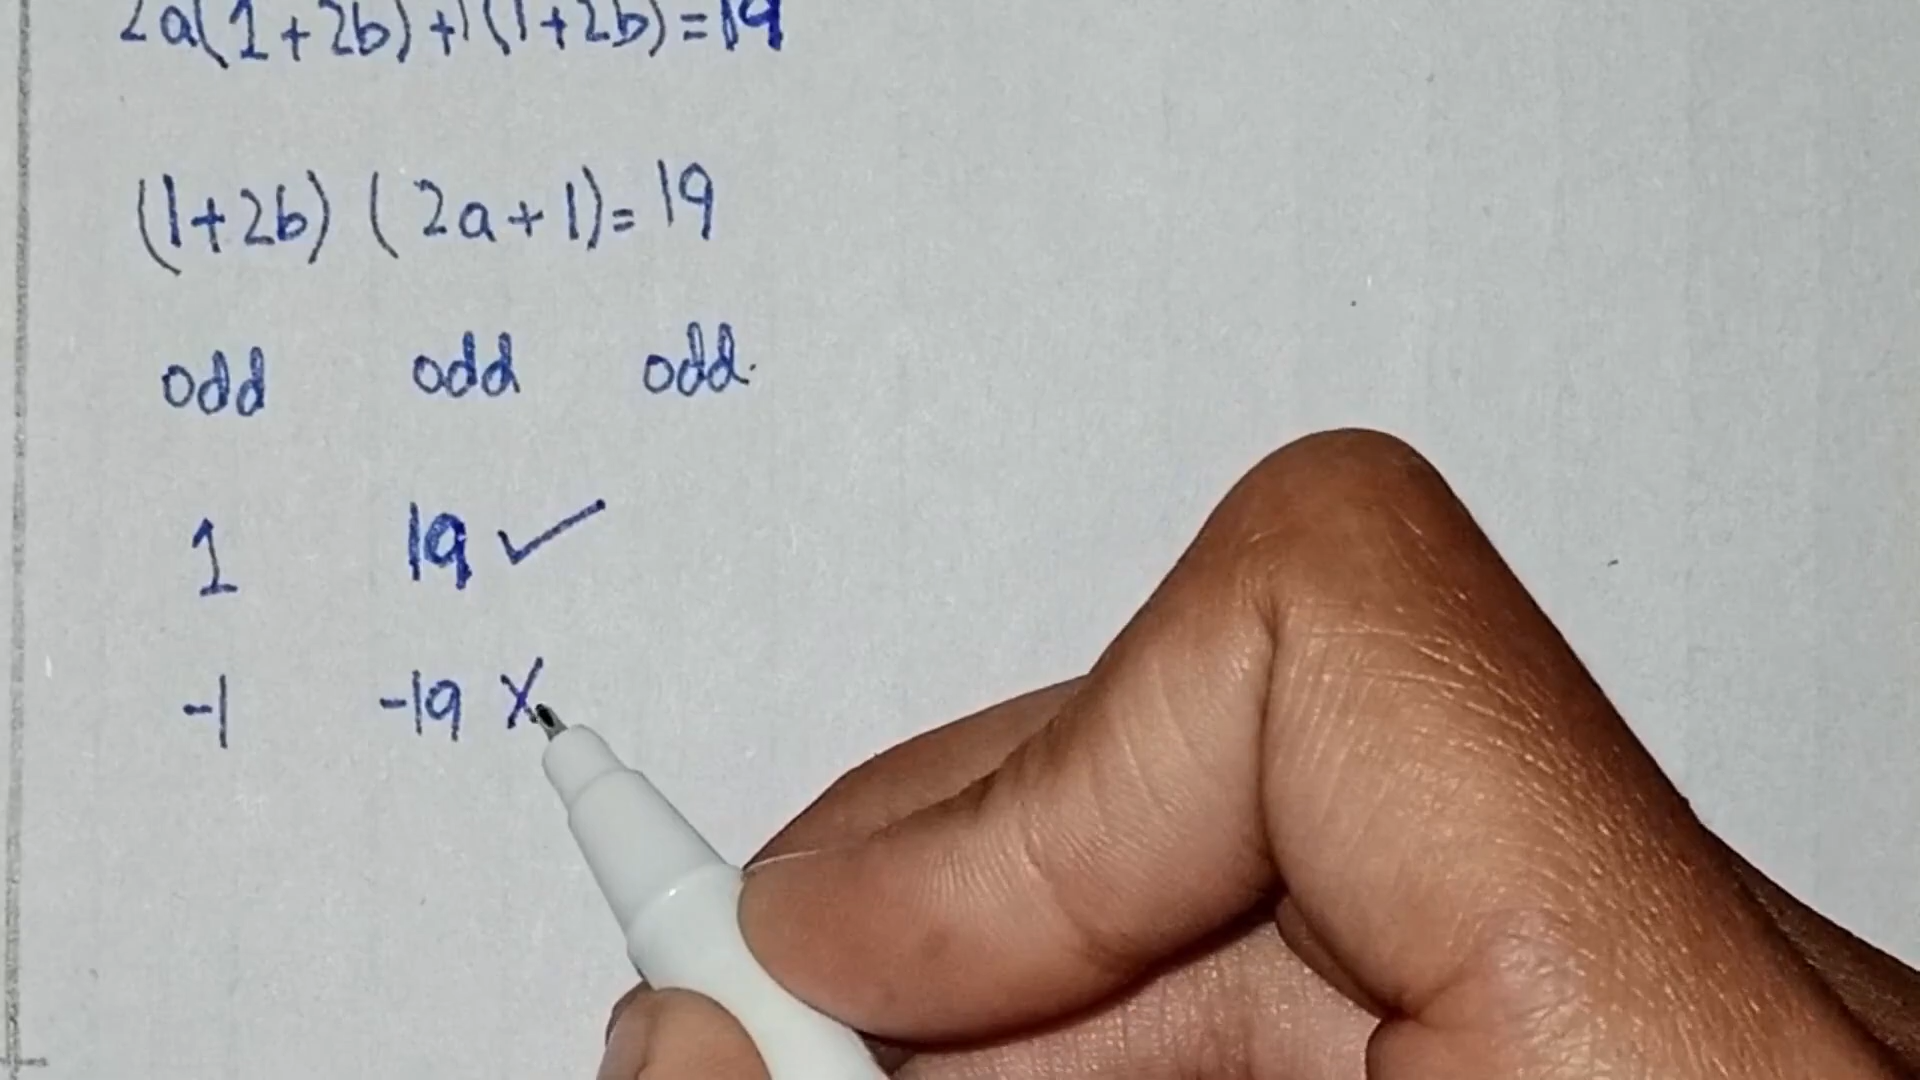 2a(1+2b)+1(1+2b)=19
(1+2b) (2a+1)=19
odd odd odd.
1 19 ✓
-1 -19 X